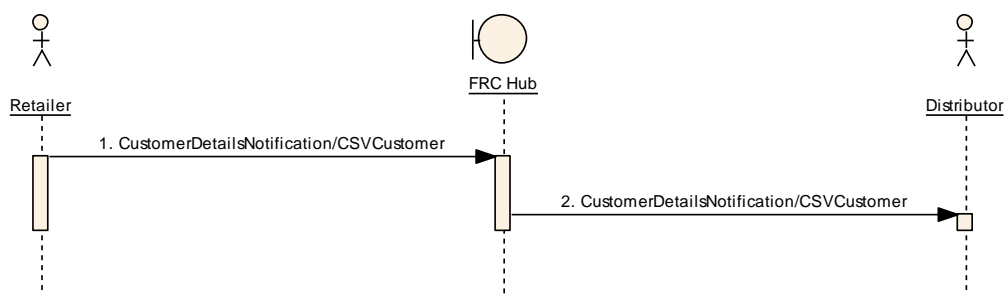 FRC Hub
Retailer
Distributor
1. CustomerDetailsNotification/CSVCustomer
2. CustomerDetailsNotification/CSVCustomer